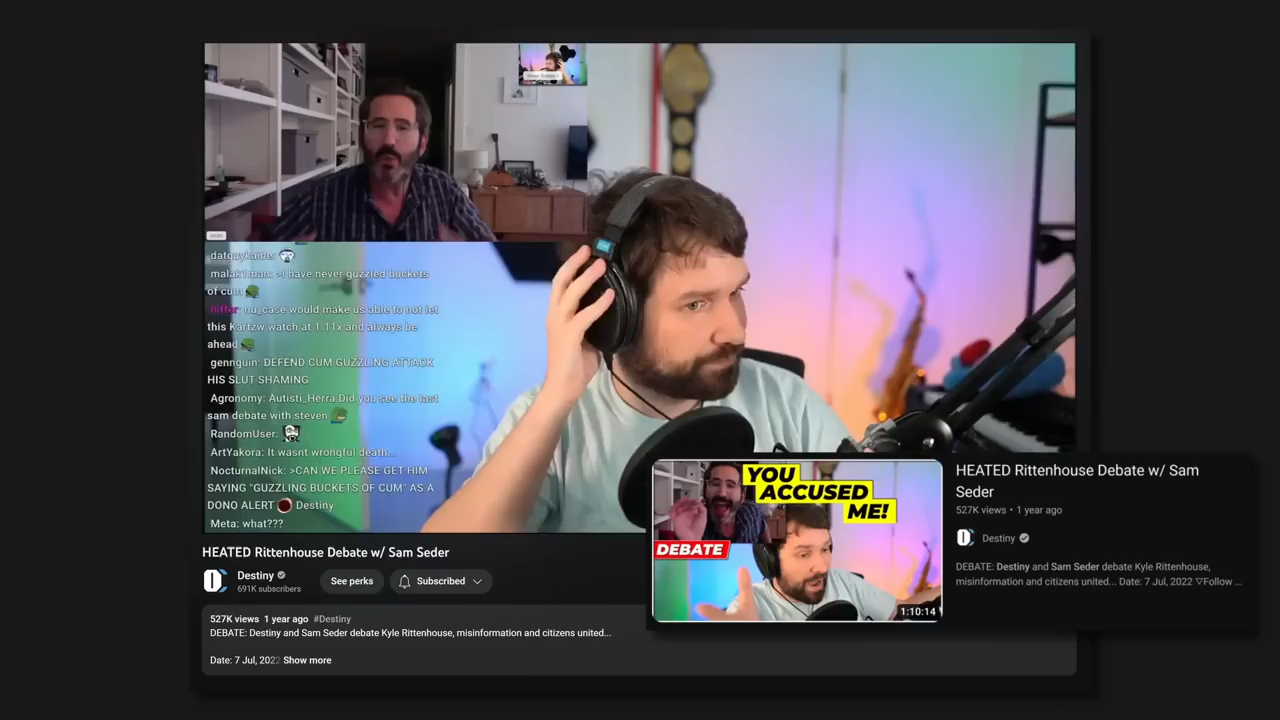 datguykaide:
malak1man: >I have never guzzled buckets
of cum
niffer: nu_case would make us able to not let
this Kartzw watch at 1.11x and always be
ahead
gennguin: DEFEND CUM GUZZLING ATTACK
HIS SLUT SHAMING
Agronomy: Autisti_Herra Did you see the last
sam debate with steven
RandomUser:
ArtYakora: It wasnt wrongful death...
NocturnalNick: >CAN WE PLEASE GET HIM
SAYING "GUZZLING BUCKETS OF CUM" AS A
DONO ALERT Destiny
Meta: what???
HEATED Rittenhouse Debate w/ Sam Seder
Destiny
691K subscribers
See perks
Subscribed
527K views 1 year ago #Destiny
DEBATE: Destiny and Sam Seder debate Kyle Rittenhouse, misinformation and citizens united...
Date: 7 Jul, 2022 Show more
YOU
ACCUSED
ME!
DEBATE
1:10:14
HEATED Rittenhouse Debate w/ Sam
Seder
527K views • 1 year ago
Destiny
DEBATE: Destiny and Sam Seder debate Kyle Rittenhouse,
misinformation and citizens united... Date: 7 Jul, 2022 ▽Follow ...